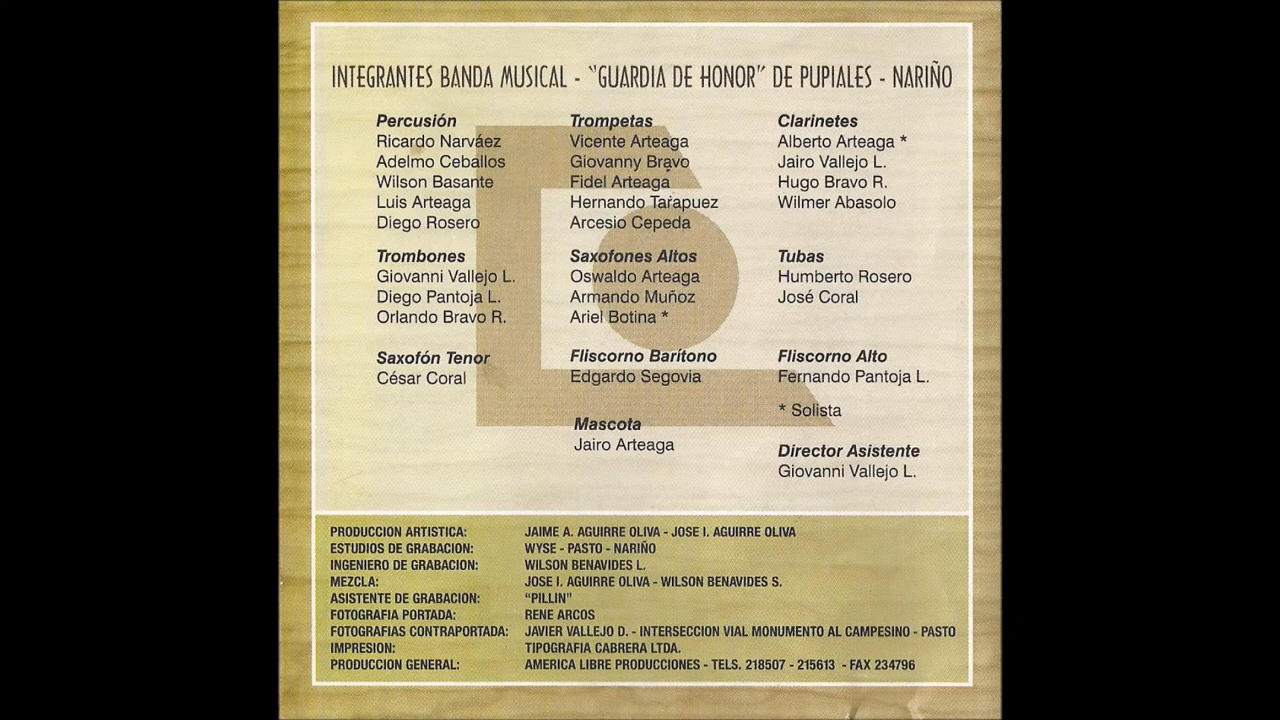 INTEGRANTES BANDA MUSICAL - "GUARDIA DE HONOR" DE PUPIALES - NARIÑO
Percusión
Ricardo Narváez
Adelmo Ceballos
Wilson Basante
Luis Arteaga
Diego Rosero
Trompetas
Vicente Arteaga
Giovanny Bravo
Fidel Arteaga
Hernando Tarapuez
Arcesio Cepeda
Clarinetes
Alberto Arteaga *
Jairo Vallejo L.
Hugo Bravo R.
Wilmer Abasolo
Trombones
Giovanni Vallejo L.
Diego Pantoja L.
Orlando Bravo R.
Saxofones Altos
Oswaldo Arteaga
Armando Muñoz
Ariel Botina *
Tubas
Humberto Rosero
José Coral
Saxofón Tenor
César Coral
Fliscorno Barítono
Edgardo Segovia
Fliscorno Alto
Fernando Pantoja L.
* Solista
Mascota
Jairo Arteaga
Director Asistente
Giovanni Vallejo L.
PRODUCCION ARTISTICA: JAIME A. AGUIRRE OLIVA - JOSE I. AGUIRRE OLIVA
ESTUDIOS DE GRABACION: WYSE - PASTO - NARIÑO
INGENIERO DE GRABACION: WILSON BENAVIDES L.
MEZCLA: JOSE I. AGUIRRE OLIVA - WILSON BENAVIDES S.
ASISTENTE DE GRABACION: "PILLIN"
FOTOGRAFIA PORTADA: RENE ARCOS
FOTOGRAFIAS CONTRAPORTADA: JAVIER VALLEJO D. - INTERSECCION VIAL MONUMENTO AL CAMPESINO - PASTO
IMPRESION: TIPOGRAFIA CABRERA LTDA.
PRODUCCION GENERAL: AMERICA LIBRE PRODUCCIONES - TELS. 218507 - 215613 - FAX 234796